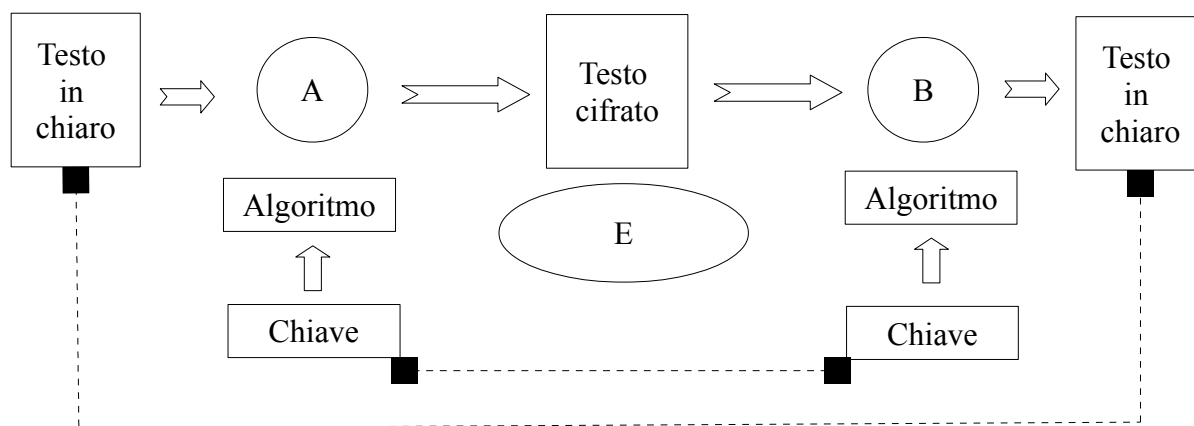 Testo
in
chiaro
A
Testo
cifrato
B
Testo
in
chiaro
Algoritmo
E
Algoritmo
Chiave
Chiave